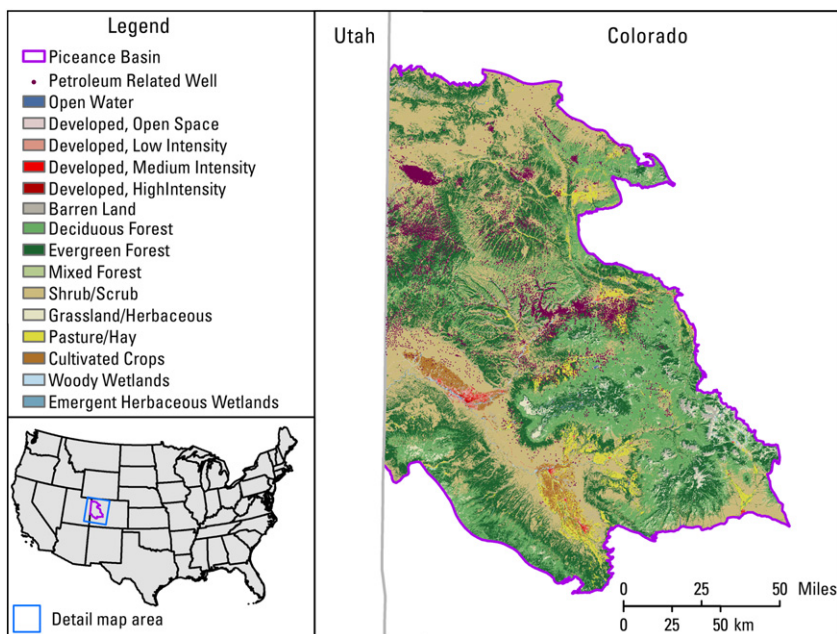 Legend
Piceance Basin
Petroleum Related Well
Open Water
Developed, Open Space
Developed, Low Intensity
Developed, Medium Intensity
Developed, HighIntensity
Barren Land
Deciduous Forest
Evergreen Forest
Mixed Forest
Shrub/Scrub
Grassland/Herbaceous
Pasture/Hay
Cultivated Crops
Woody Wetlands
Emergent Herbaceous Wetlands
Detail map area
Utah
Colorado
0 25 50 Miles
0 25 50 km